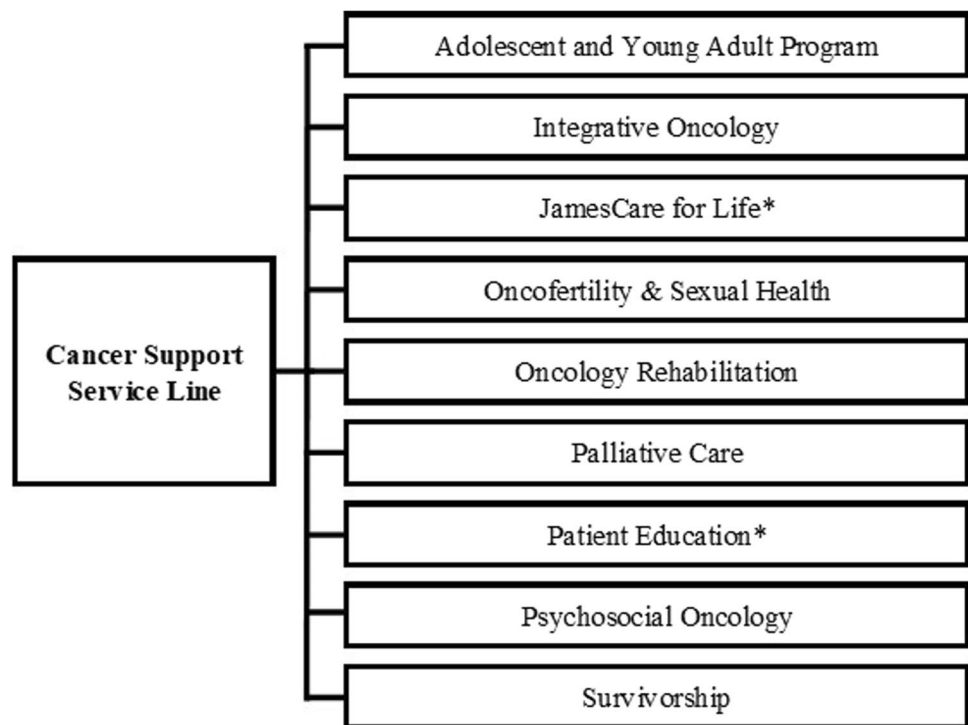 Adolescent and Young Adult Program
Integrative Oncology
JamesCare for Life*
Oncofertility & Sexual Health
Cancer Support
Service Line
Oncology Rehabilitation
Palliative Care
Patient Education*
Psychosocial Oncology
Survivorship